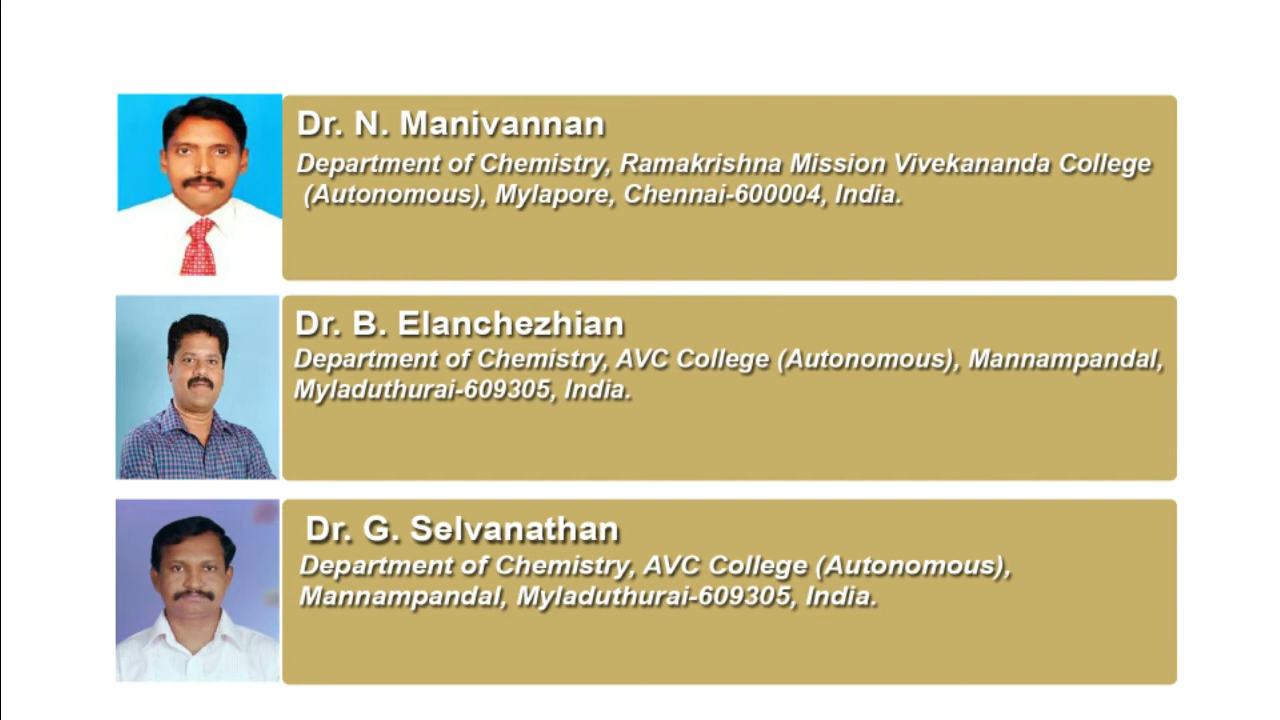 Dr. N. Manivannan
Department of Chemistry, Ramakrishna Mission Vivekananda College
(Autonomous), Mylapore, Chennai-600004, India.
Dr. B. Elanchezhian
Department of Chemistry, AVC College (Autonomous), Mannampandal,
Myladuthurai-609305, India.
Dr. G. Selvanathan
Department of Chemistry, AVC College (Autonomous),
Mannampandal, Myladuthurai-609305, India.